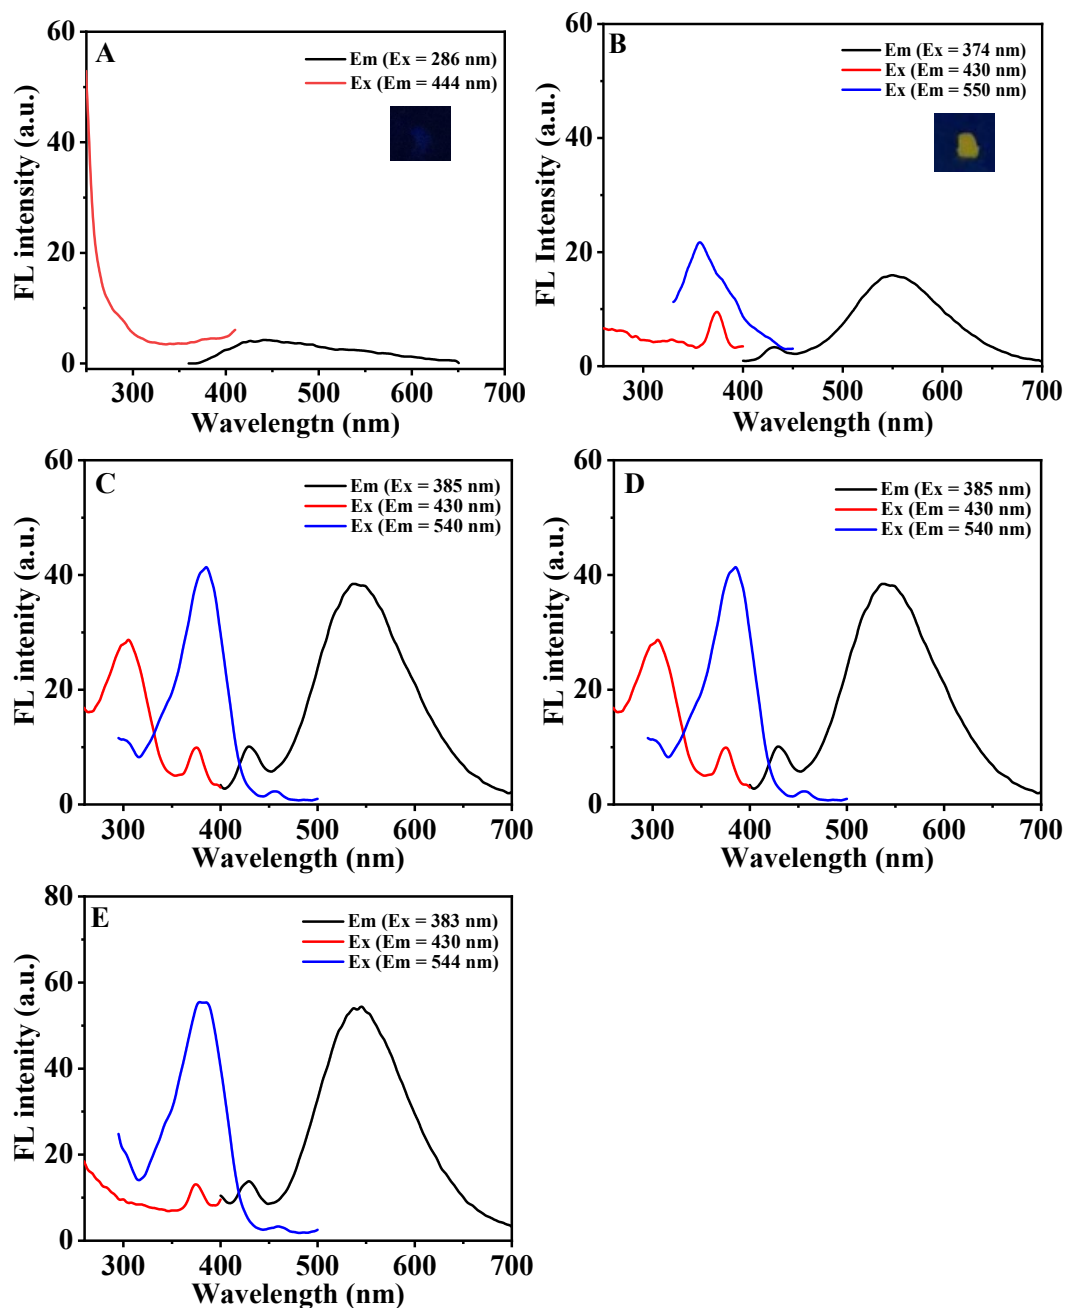 A
Em (Ex = 286 nm)
Ex (Em = 444 nm)
FL intensity (a.u.)
60
40
20
0
300 400 500 600 700
Wavelengtn (nm)
B
Em (Ex = 374 nm)
Ex (Em = 430 nm)
Ex (Em = 550 nm)
FL Intensity (a.u.)
60
40
20
0
300 400 500 600 700
Wavelength (nm)
C
Em (Ex = 385 nm)
Ex (Em = 430 nm)
Ex (Em = 540 nm)
FL intenity (a.u.)
60
40
20
0
300 400 500 600 700
Wavelength (nm)
D
Em (Ex = 385 nm)
Ex (Em = 430 nm)
Ex (Em = 540 nm)
FL intensity (a.u.)
60
40
20
0
300 400 500 600 700
Wavelength (nm)
E
Em (Ex = 383 nm)
Ex (Em = 430 nm)
Ex (Em = 544 nm)
FL intenity (a.u.)
80
60
40
20
0
300 400 500 600 700
Wavelength (nm)